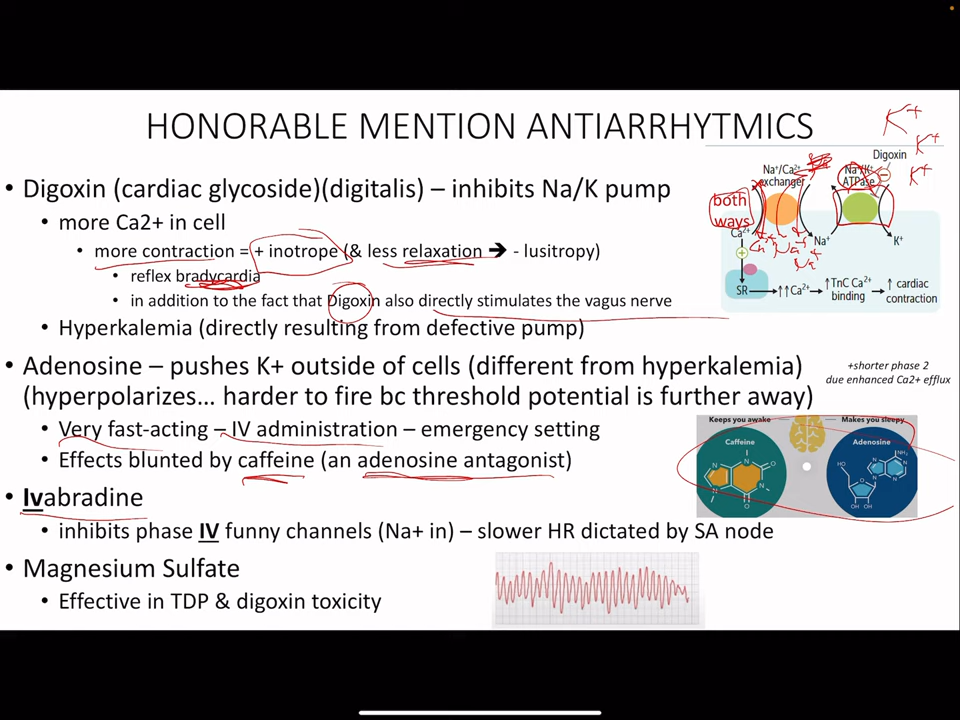 HONORABLE MENTION ANTIARRHYTMICS
• Digoxin (cardiac glycoside)(digitalis) – inhibits Na/K pump
• more Ca2+ in cell
• more contraction = + inotrope (& less relaxation 🡺 - lusitropy)
• reflex bradycardia
• in addition to the fact that Digoxin also directly stimulates the vagus nerve
• Hyperkalemia (directly resulting from defective pump)
• Adenosine – pushes K+ outside of cells (different from hyperkalemia)
(hyperpolarizes... harder to fire bc threshold potential is further away)
• Very fast-acting – IV administration – emergency setting
• Effects blunted by caffeine (an adenosine antagonist)
• Ivabradine
• inhibits phase IV funny channels (Na+ in) – slower HR dictated by SA node
• Magnesium Sulfate
• Effective in TDP & digoxin toxicity
K+
K+
K+
Digoxin
Na+/Ca2+
exchanger
Na+/K+
ATPase
both
ways
Ca2+
Na+
K+
+
SR
↑↑Ca2+
↑TnC Ca2+
binding
↑ cardiac
contraction
+shorter phase 2
due enhanced Ca2+ efflux
Keeps you awake
Makes you sleepy
Caffeine
Adenosine
N
N
N
N
O
O
NH₂
N
N
N
N
HO
O
OH OH